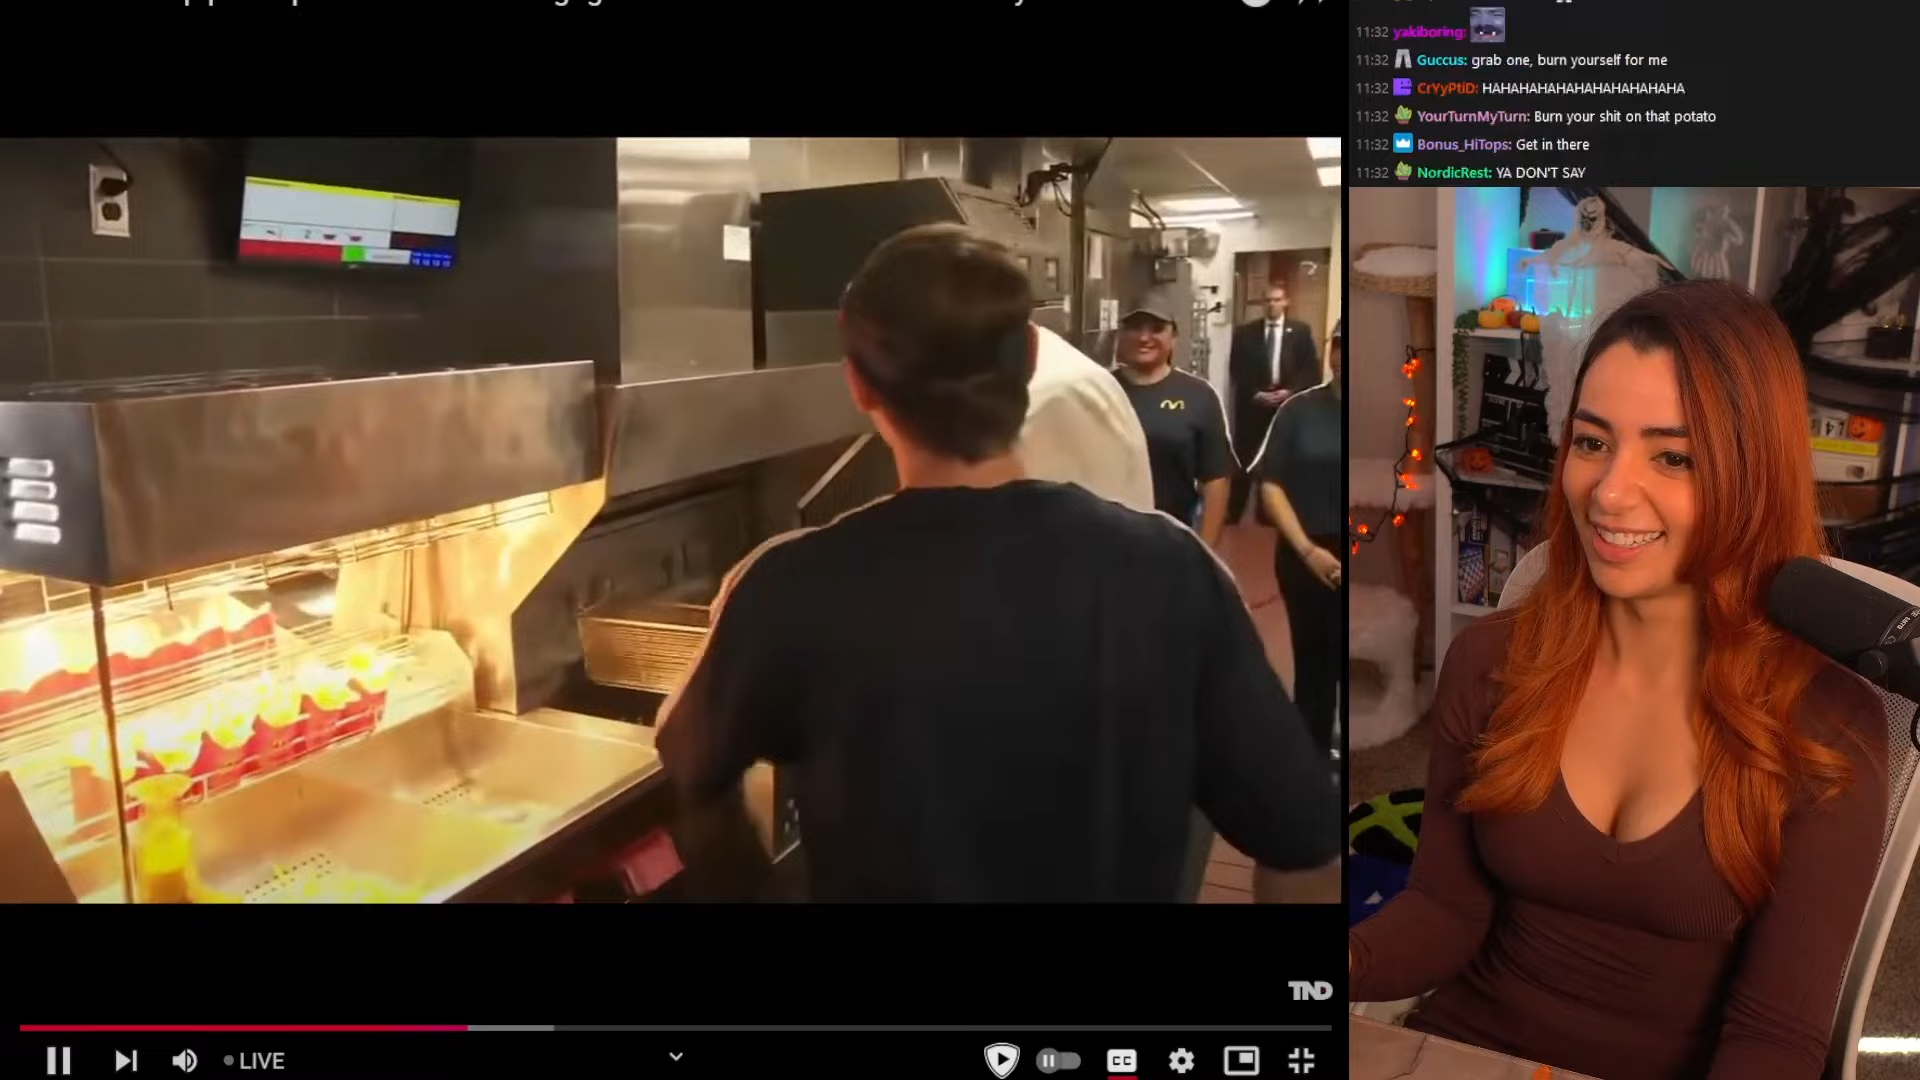 11:32 yakiboring:
11:32 Guccus: grab one, burn yourself for me
11:32 CrYyPtiD: HAHAHAHAHAHAHAHAHAHAHA
11:32 YourTurnMyTurn: Burn your shit on that potato
11:32 Bonus_HiTops: Get in there
11:32 NordicRest: YA DON'T SAY
TND
LIVE
CC